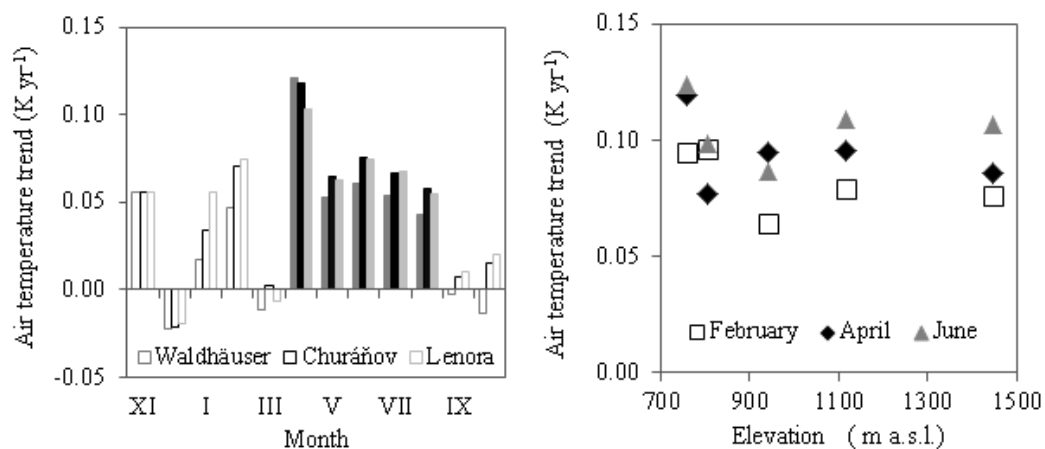 Air temperature trend (K yr⁻¹)
0.15
0.10
0.05
0.00
-0.05
Waldhäuser
Churáňov
Lenora
XI
I
III
V
VII
IX
Month
Air temperature trend (K yr⁻¹)
0.15
0.10
0.05
0.00
February
April
June
700
900
1100
1300
1500
Elevation ( m a.s.l.)